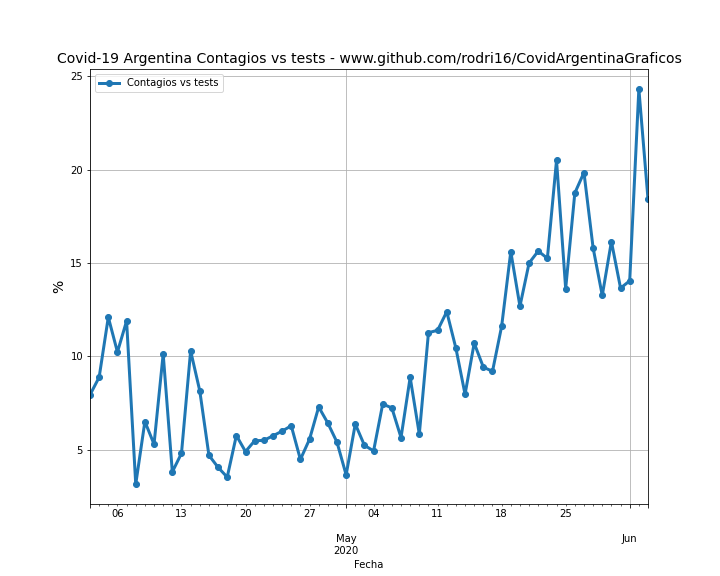 Covid-19 Argentina Contagios vs tests - www.github.com/rodri16/CovidArgentinaGraficos
Contagios vs tests
25
20
15
10
5
%
06 13 20 27 04 11 18 25
May Jun
2020
Fecha